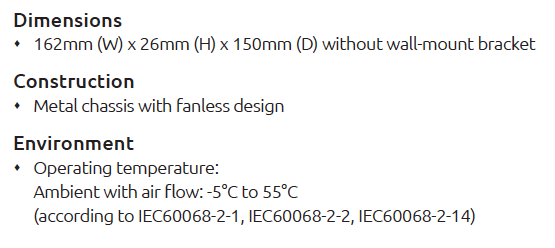 Dimensions
♦ 162mm (W) x 26mm (H) x 150mm (D) without wall-mount bracket
Construction
♦ Metal chassis with fanless design
Environment
♦ Operating temperature:
Ambient with air flow: -5°C to 55°C
(according to IEC60068-2-1, IEC60068-2-2, IEC60068-2-14)